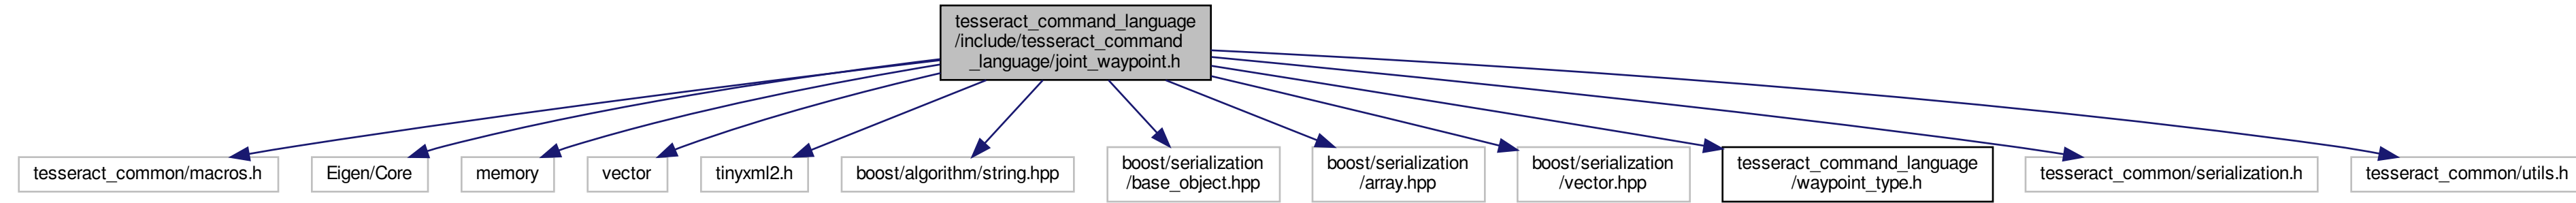 tesseract_command_language
/include/tesseract_command
_language/joint_waypoint.h
tesseract_common/macros.h
Eigen/Core
memory
vector
tinyxml2.h
boost/algorithm/string.hpp
boost/serialization
/base_object.hpp
boost/serialization
/array.hpp
boost/serialization
/vector.hpp
tesseract_command_language
/waypoint_type.h
tesseract_common/serialization.h
tesseract_common/utils.h